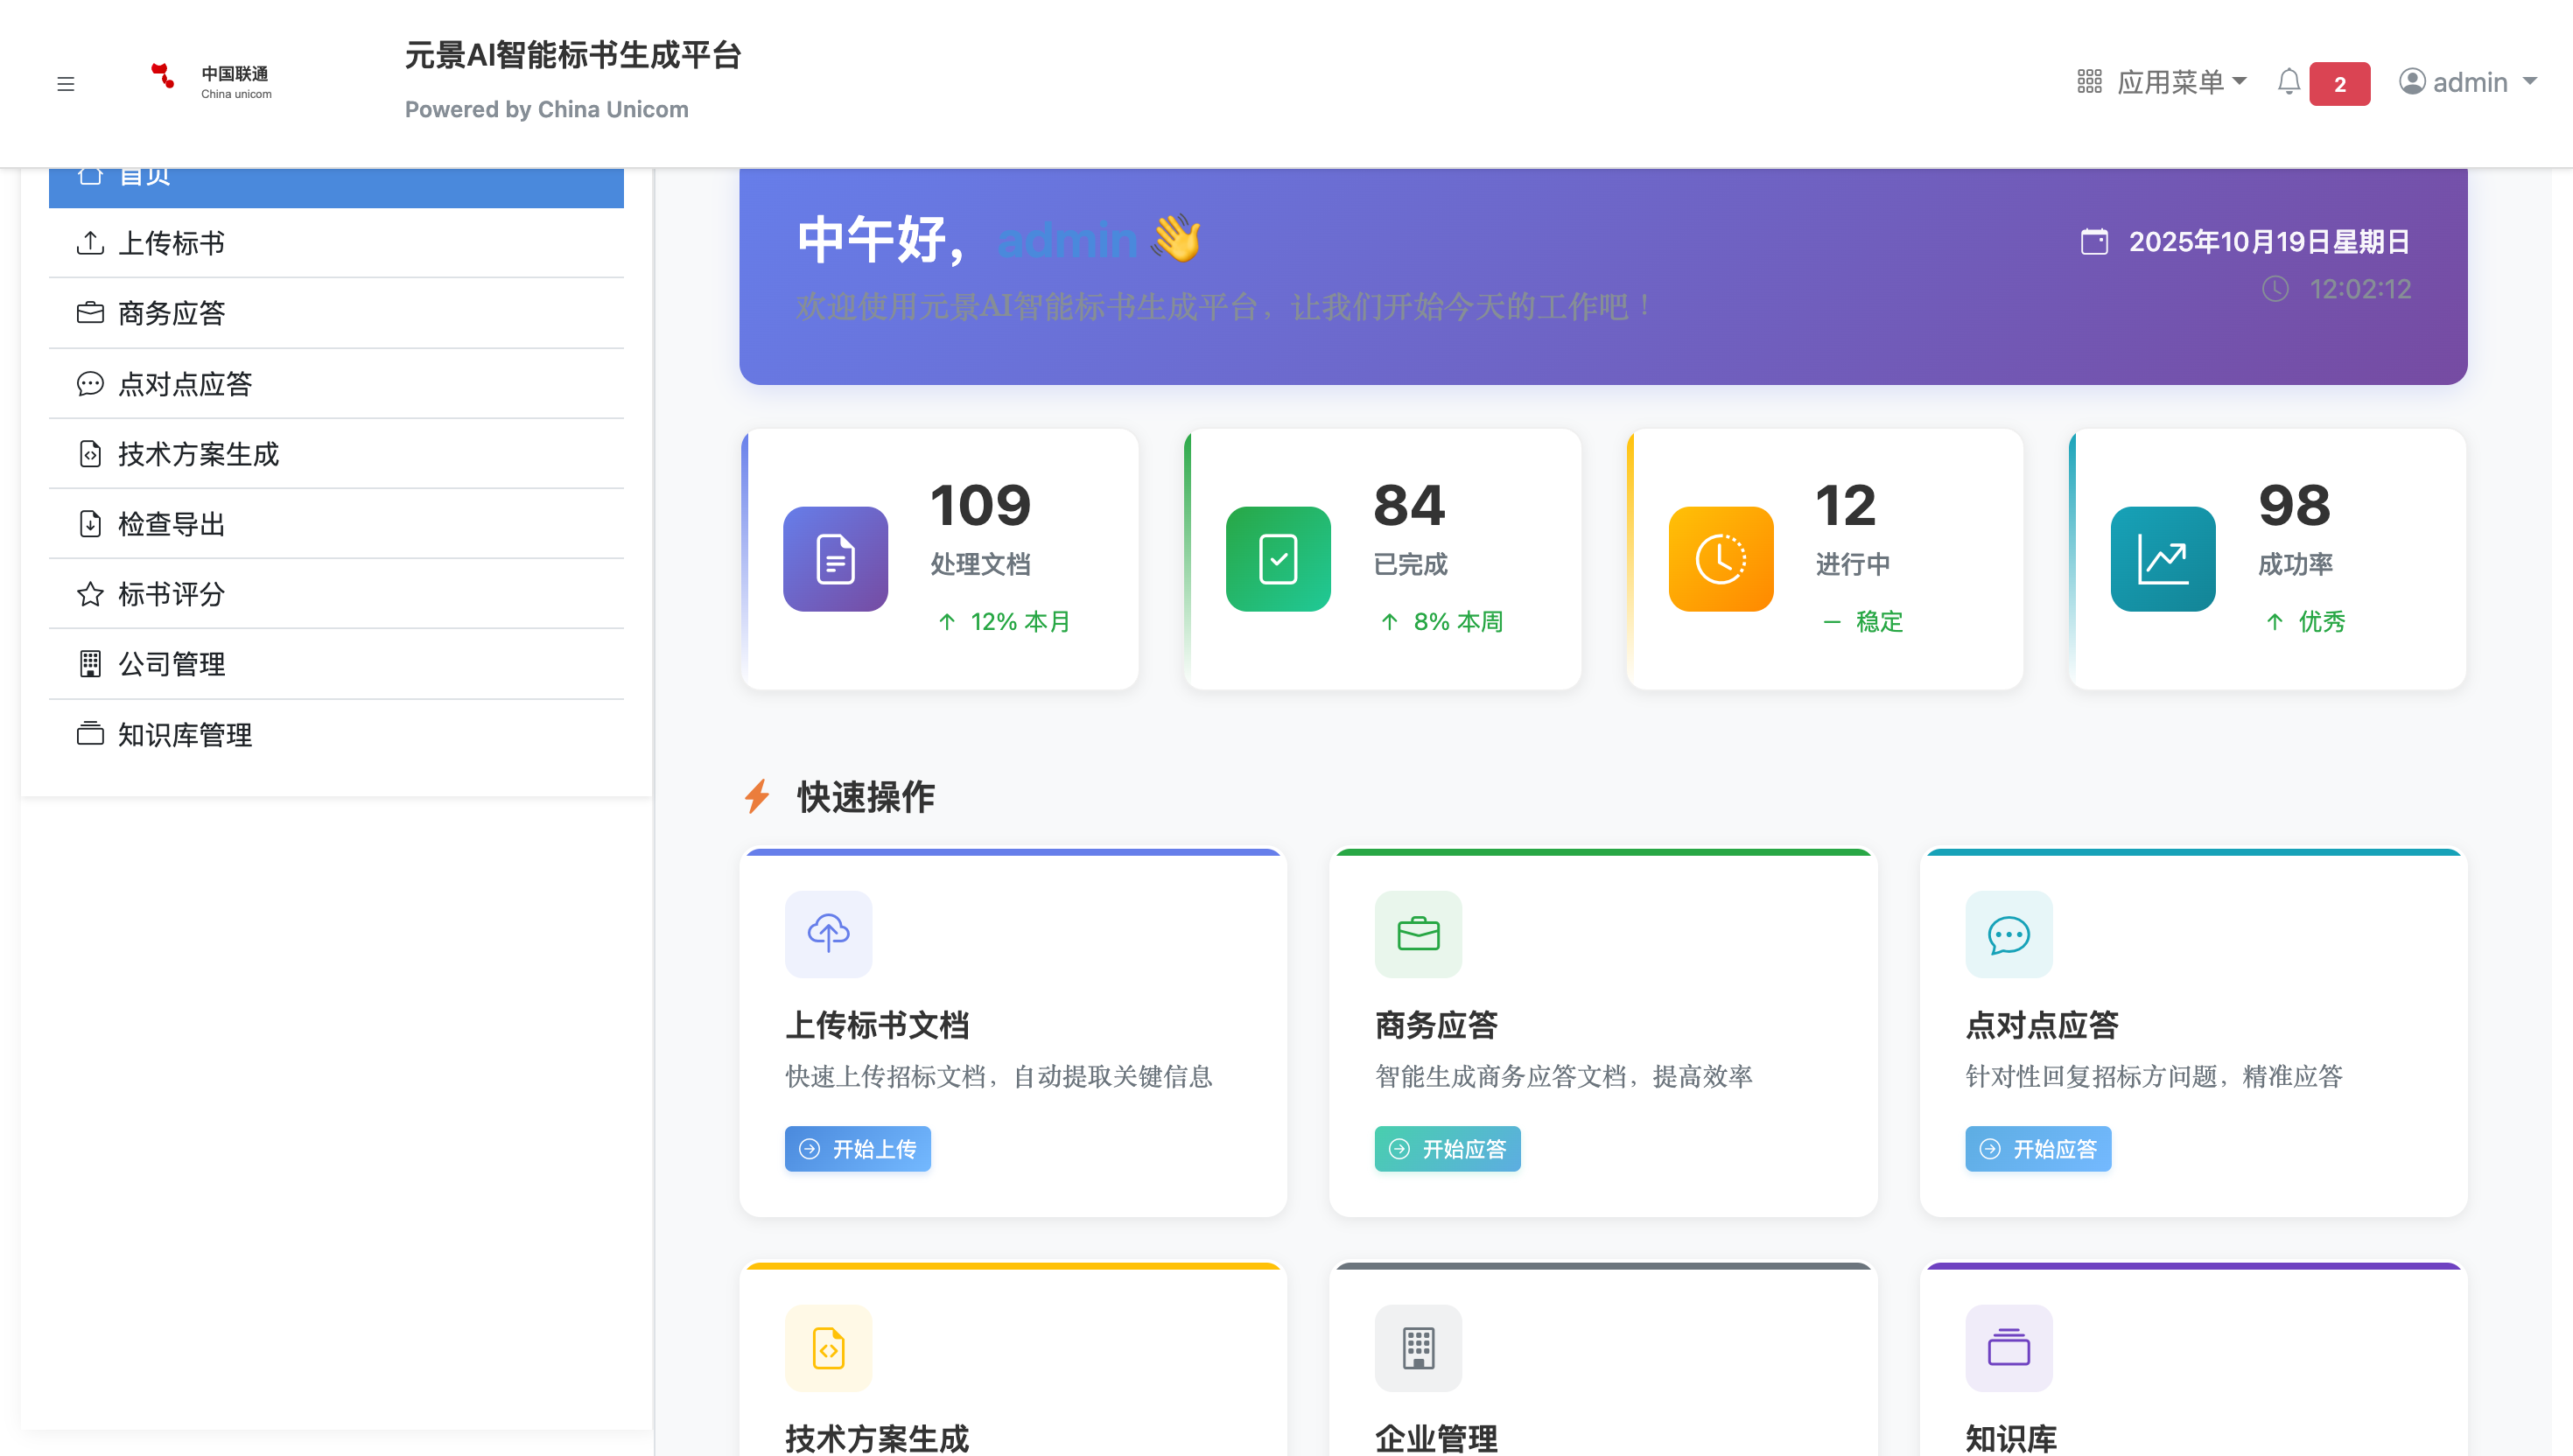 中国联通
China unicom
元景AI智能标书生成平台
Powered by China Unicom
应用菜单
2
admin
首页
上传标书
商务应答
点对点应答
技术方案生成
检查导出
标书评分
公司管理
知识库管理
中午好，admin 👋
欢迎使用元景AI智能标书生成平台，让我们开始今天的工作吧！
2025年10月19日星期日
12:02:12
109
处理文档
↑ 12% 本月
84
已完成
↑ 8% 本周
12
进行中
— 稳定
98
成功率
↑ 优秀
快速操作
上传标书文档
快速上传招标文档，自动提取关键信息
开始上传
商务应答
智能生成商务应答文档，提高效率
开始应答
点对点应答
针对性回复招标方问题，精准应答
开始应答
技术方案生成
企业管理
知识库